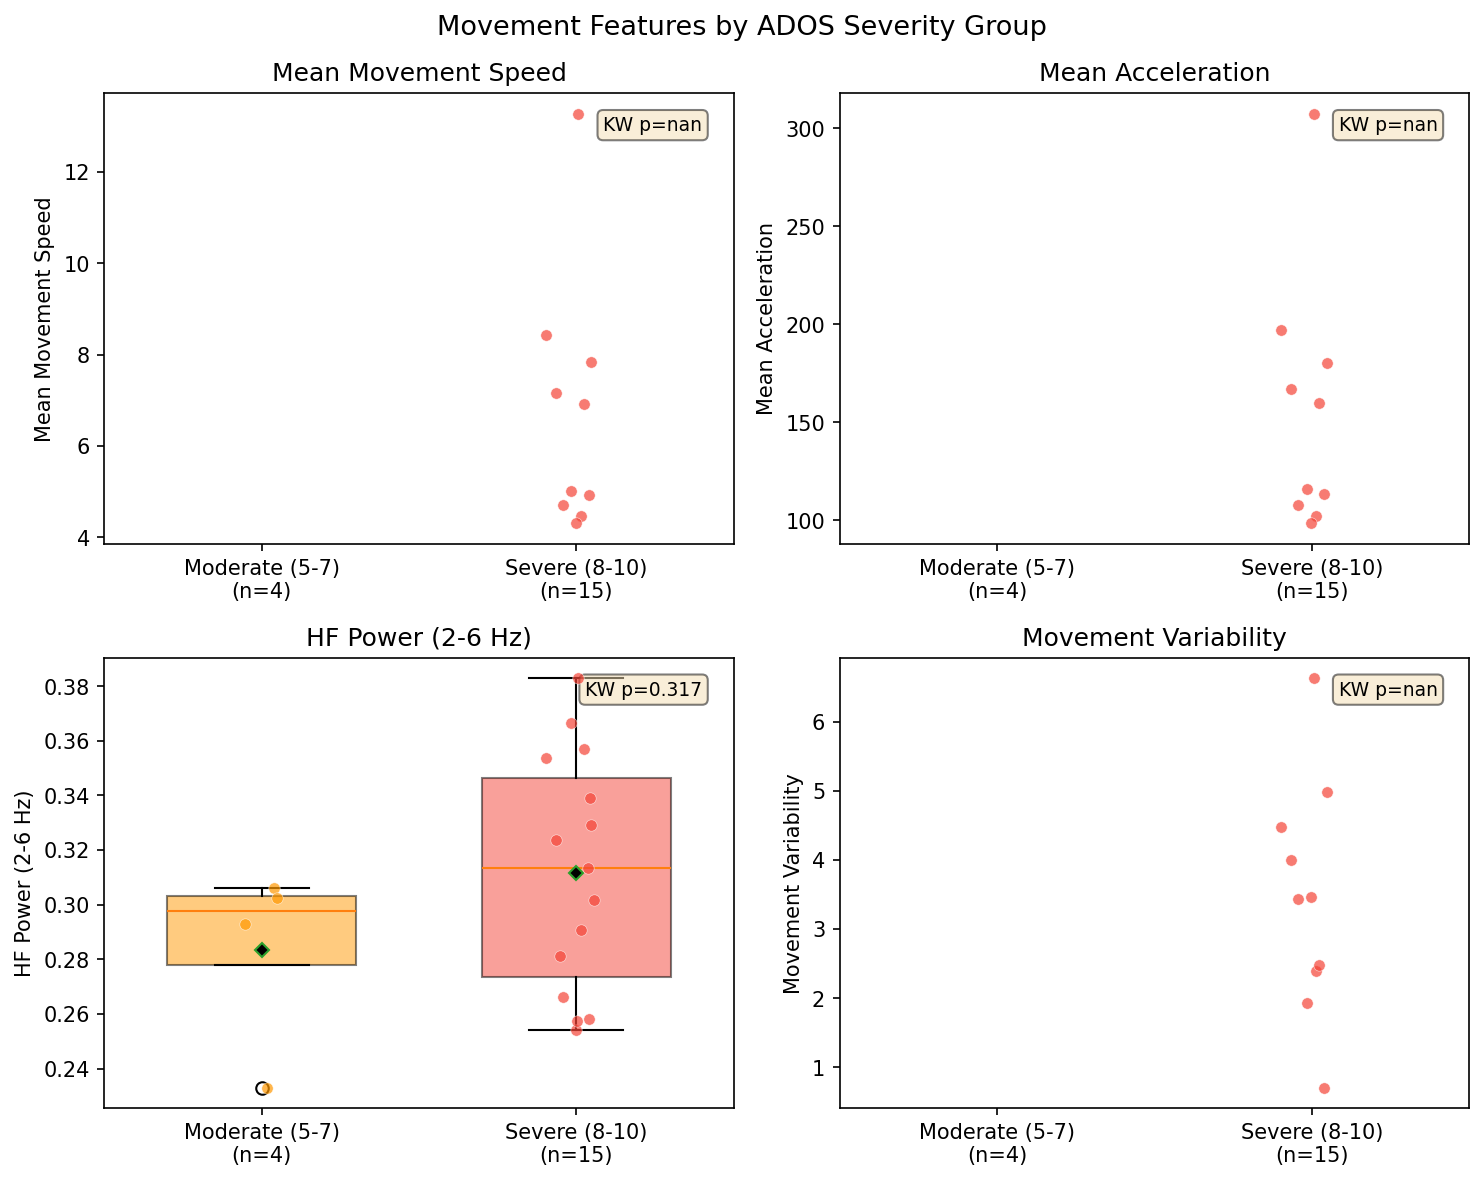 Movement Features by ADOS Severity Group
Mean Movement Speed
Mean Movement Speed
12
10
8
6
4
KW p=nan
Moderate (5-7)
(n=4)
Severe (8-10)
(n=15)
Mean Acceleration
Mean Acceleration
300
250
200
150
100
KW p=nan
Moderate (5-7)
(n=4)
Severe (8-10)
(n=15)
HF Power (2-6 Hz)
HF Power (2-6 Hz)
0.38
0.36
0.34
0.32
0.30
0.28
0.26
0.24
KW p=0.317
Moderate (5-7)
(n=4)
Severe (8-10)
(n=15)
Movement Variability
Movement Variability
6
5
4
3
2
1
KW p=nan
Moderate (5-7)
(n=4)
Severe (8-10)
(n=15)